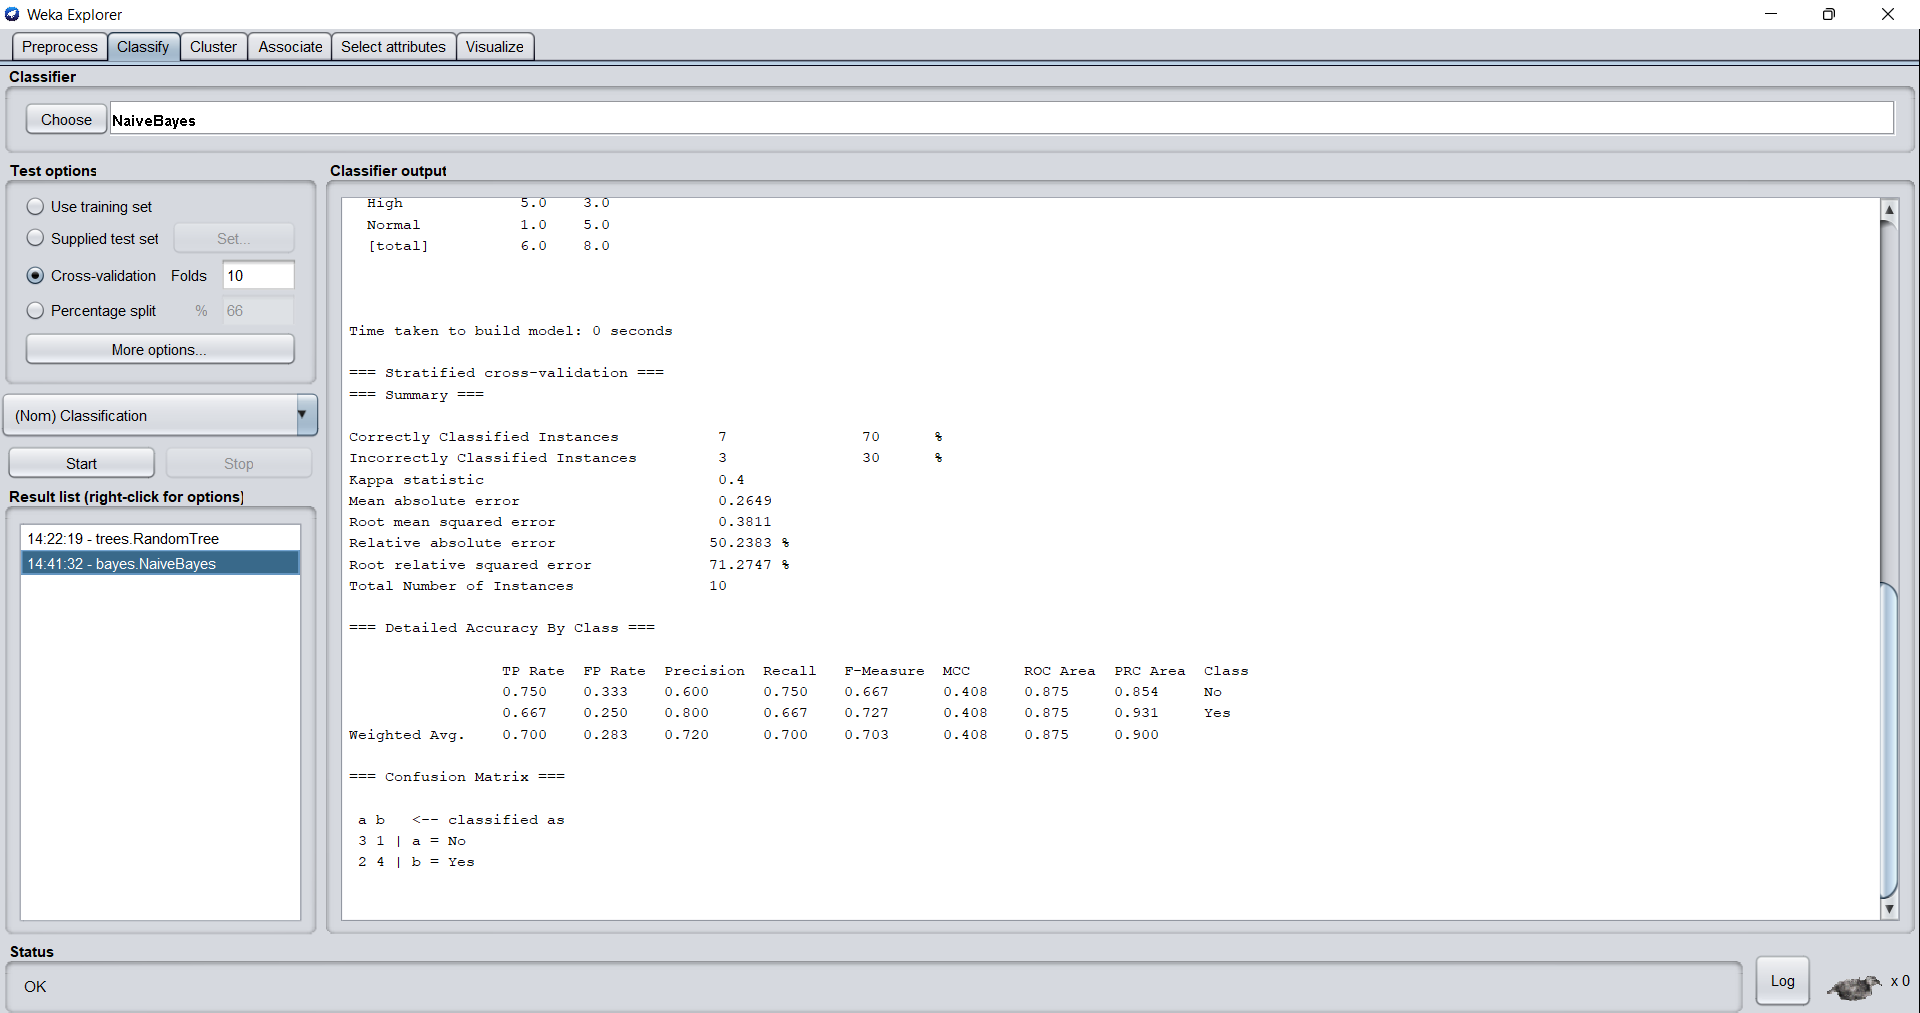 Weka Explorer
Preprocess Classify Cluster Associate Select attributes Visualize
Classifier
Choose NaiveBayes
Test options
Use training set
Supplied test set Set...
Cross-validation Folds 10
Percentage split % 66
More options...
(Nom) Classification
Start Stop
Result list (right-click for options)
14:22:19 - trees.RandomTree
14:41:32 - bayes.NaiveBayes
Classifier output
High 5.0 3.0
Normal 1.0 5.0
[total] 6.0 8.0
Time taken to build model: 0 seconds
=== Stratified cross-validation ===
=== Summary ===
Correctly Classified Instances 7 70 %
Incorrectly Classified Instances 3 30 %
Kappa statistic 0.4
Mean absolute error 0.2649
Root mean squared error 0.3811
Relative absolute error 50.2383 %
Root relative squared error 71.2747 %
Total Number of Instances 10
=== Detailed Accuracy By Class ===
TP Rate FP Rate Precision Recall F-Measure MCC ROC Area PRC Area Class
0.750 0.333 0.600 0.750 0.667 0.408 0.875 0.854 No
0.667 0.250 0.800 0.667 0.727 0.408 0.875 0.931 Yes
Weighted Avg. 0.700 0.283 0.720 0.700 0.703 0.408 0.875 0.900
=== Confusion Matrix ===
a b <-- classified as
3 1 | a = No
2 4 | b = Yes
Status
OK
Log x 0